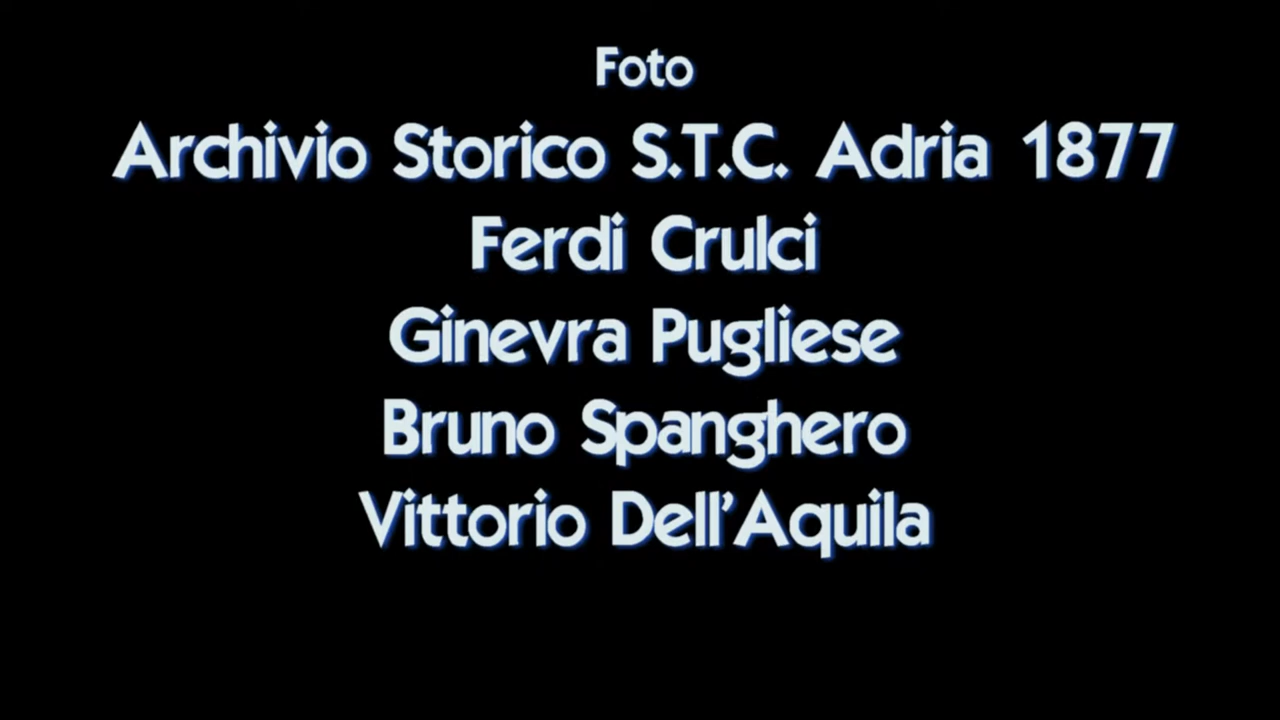 Foto
Archivio Storico S.T.C. Adria 1877
Ferdi Crulci
Ginevra Pugliese
Bruno Spanghero
Vittorio Dell'Aquila